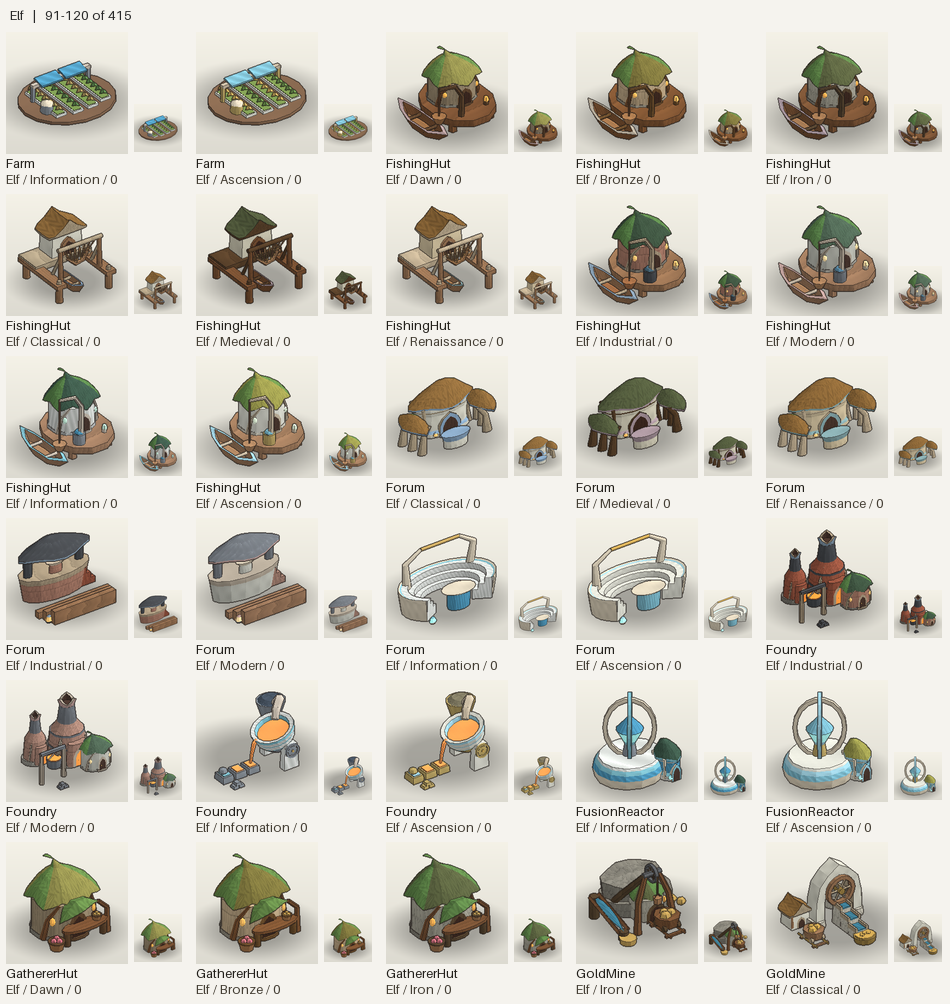 Elf | 91-120 of 415
Farm
Elf / Information / 0
Farm
Elf / Ascension / 0
FishingHut
Elf / Dawn / 0
FishingHut
Elf / Bronze / 0
FishingHut
Elf / Iron / 0
FishingHut
Elf / Classical / 0
FishingHut
Elf / Medieval / 0
FishingHut
Elf / Renaissance / 0
FishingHut
Elf / Industrial / 0
FishingHut
Elf / Modern / 0
FishingHut
Elf / Information / 0
FishingHut
Elf / Ascension / 0
Forum
Elf / Classical / 0
Forum
Elf / Medieval / 0
Forum
Elf / Renaissance / 0
Forum
Elf / Industrial / 0
Forum
Elf / Modern / 0
Forum
Elf / Information / 0
Forum
Elf / Ascension / 0
Foundry
Elf / Industrial / 0
Foundry
Elf / Modern / 0
Foundry
Elf / Information / 0
Foundry
Elf / Ascension / 0
FusionReactor
Elf / Information / 0
FusionReactor
Elf / Ascension / 0
GathererHut
Elf / Dawn / 0
GathererHut
Elf / Bronze / 0
GathererHut
Elf / Iron / 0
GoldMine
Elf / Iron / 0
GoldMine
Elf / Classical / 0